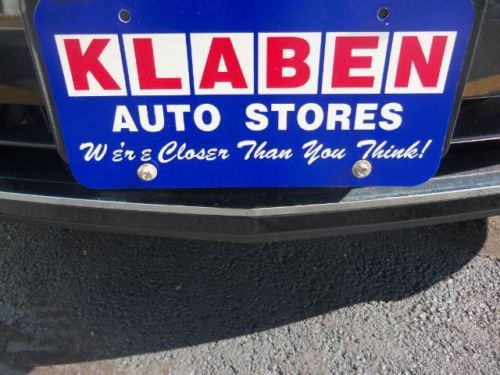 KLABEN
AUTO STORES
We're Closer Than You Think!